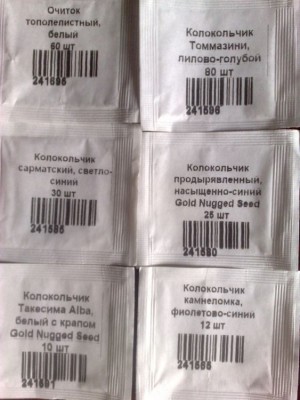 Очиток
тополелистный,
белый
60 шт
241595
Колокольчик
Томмазини,
лилово-голубой
80 шт
241596
Колокольчик
сарматский, светло-
синий
30 шт
241585
Колокольчик
продырявленный,
насыщенно-синий
Gold Nugged Seed
25 шт
241580
Колокольчик
Такесима Alba,
белый с крапом
Gold Nugged Seed
10 шт
241591
Колокольчик
камнеломка,
фиолетово-синий
12 шт